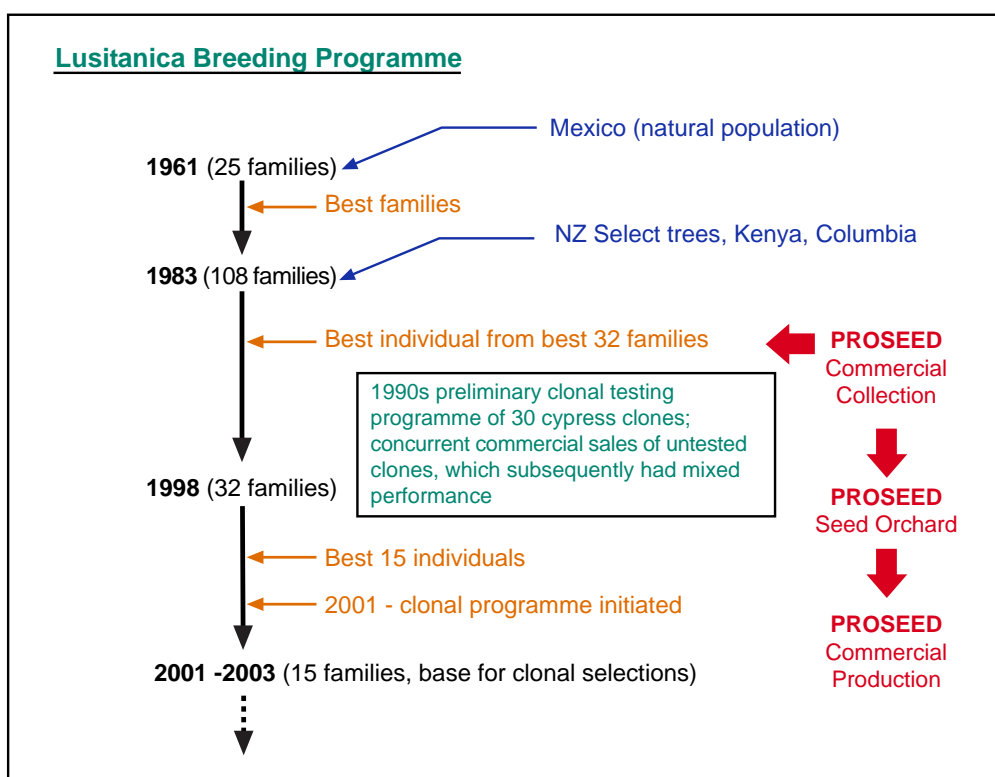 Lusitanica Breeding Programme
Mexico (natural population)
1961 (25 families)
Best families
NZ Select trees, Kenya, Columbia
1983 (108 families)
Best individual from best 32 families
1990s preliminary clonal testing
programme of 30 cypress clones;
concurrent commercial sales of untested
clones, which subsequently had mixed
performance
1998 (32 families)
Best 15 individuals
2001 - clonal programme initiated
2001 -2003 (15 families, base for clonal selections)
PROSEED
Commercial
Collection
PROSEED
Seed Orchard
PROSEED
Commercial
Production